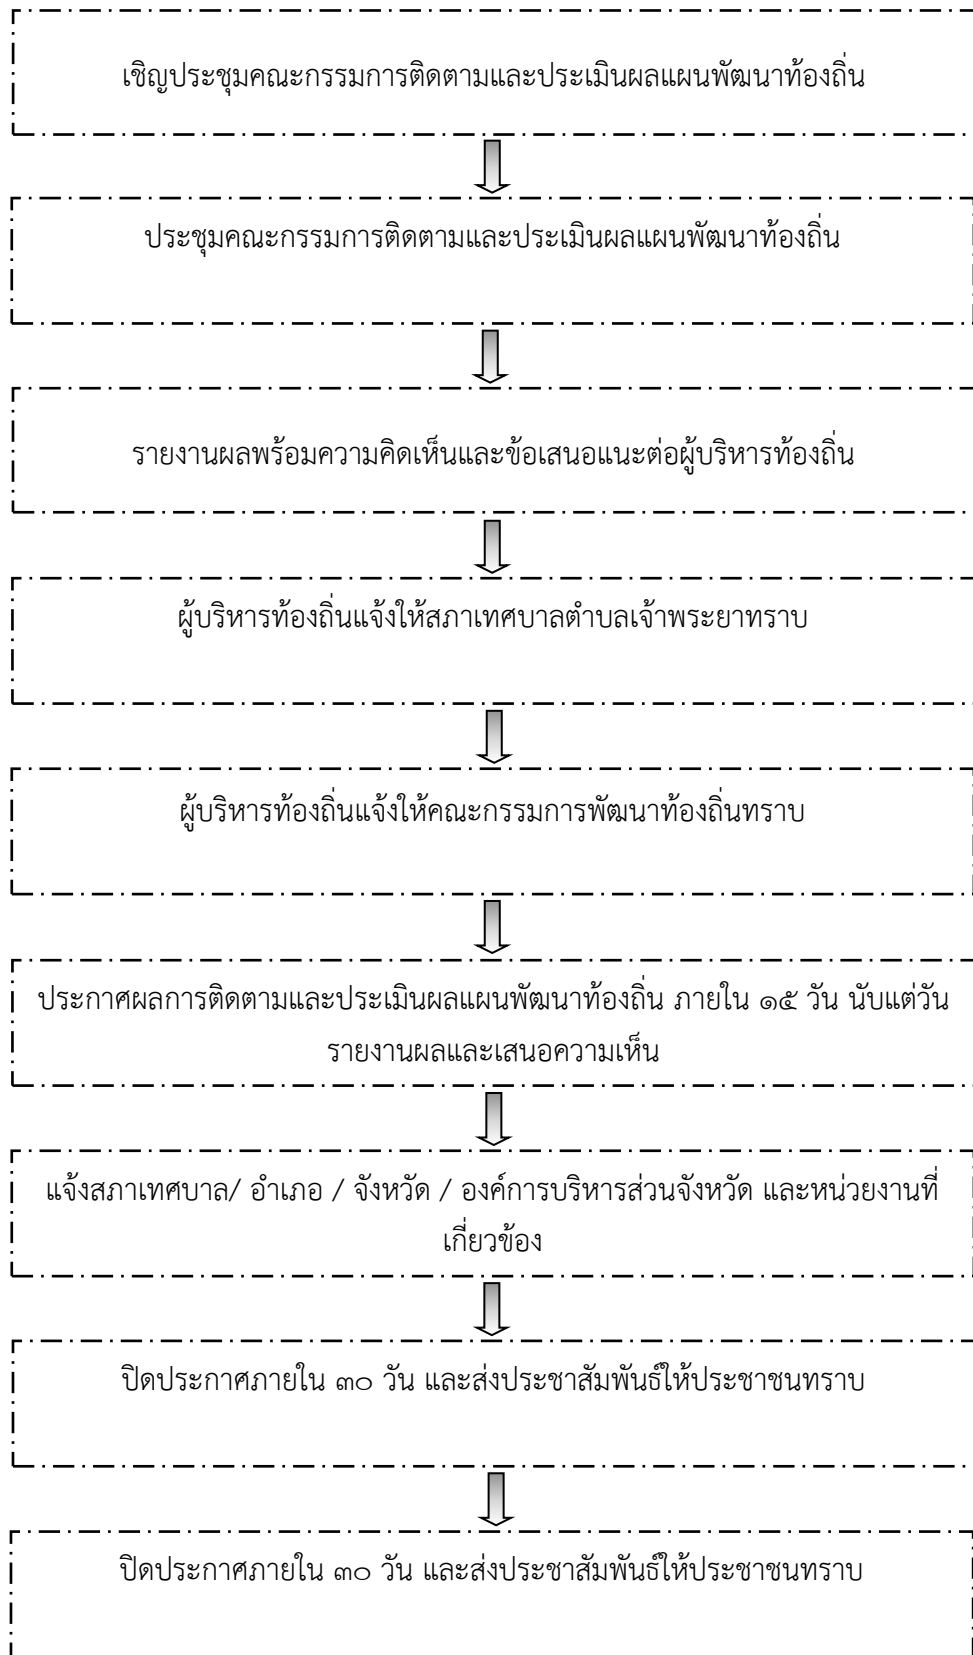 เชิญประชุมคณะกรรมการติดตามและประเมินผลแผนพัฒนาท้องถิ่น
ประชุมคณะกรรมการติดตามและประเมินผลแผนพัฒนาท้องถิ่น
รายงานผลพร้อมความคิดเห็นและข้อเสนอแนะต่อผู้บริหารท้องถิ่น
ผู้บริหารท้องถิ่นแจ้งให้สภาเทศบาลตำบลเจ้าพระยาทราบ
ผู้บริหารท้องถิ่นแจ้งให้คณะกรรมการพัฒนาท้องถิ่นทราบ
ประกาศผลการติดตามและประเมินผลแผนพัฒนาท้องถิ่น ภายใน ๑๕ วัน นับแต่วัน
รายงานผลและเสนอความเห็น
แจ้งสภาเทศบาล/ อำเภอ / จังหวัด / องค์การบริหารส่วนจังหวัด และหน่วยงานที่
เกี่ยวข้อง
ปิดประกาศภายใน ๓๐ วัน และส่งประชาสัมพันธ์ให้ประชาชนทราบ
ปิดประกาศภายใน ๓๐ วัน และส่งประชาสัมพันธ์ให้ประชาชนทราบ